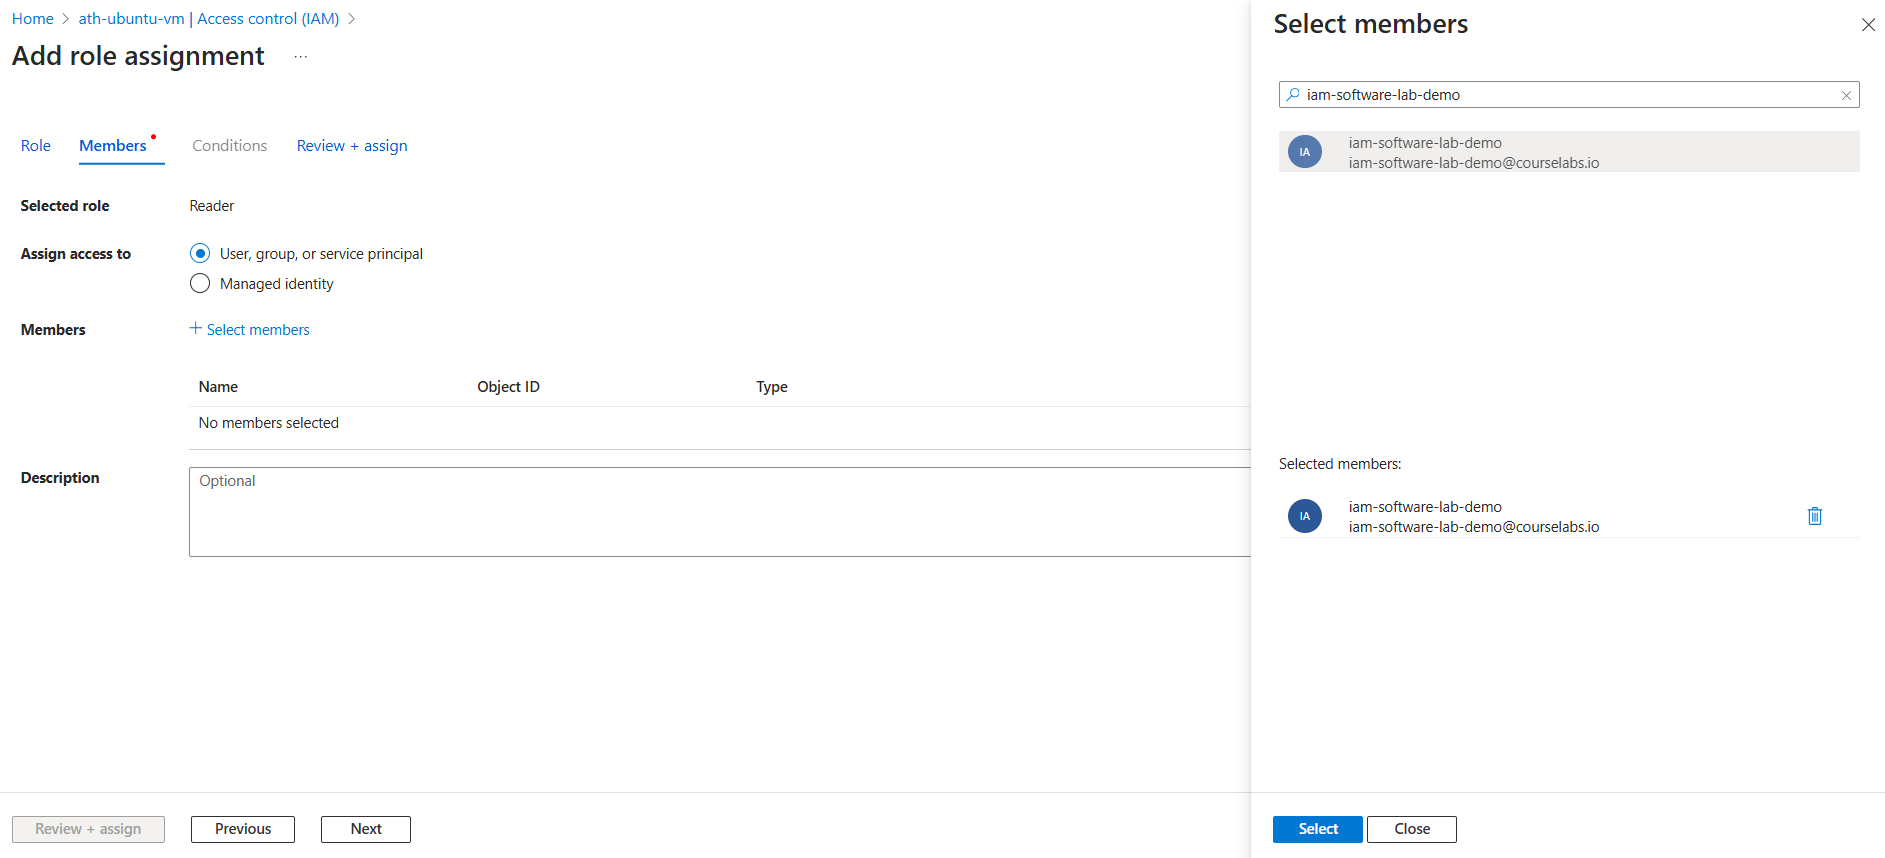 Home > ath-ubuntu-vm | Access control (IAM) >
Add role assignment ...
Role Members Conditions Review + assign
Selected role Reader
Assign access to User, group, or service principal
Managed identity
Members + Select members
Name Object ID Type
No members selected
Description Optional
Review + assign Previous Next
Select members
iam-software-lab-demo
IA iam-software-lab-demo
iam-software-lab-demo@courselabs.io
Selected members:
IA iam-software-lab-demo
iam-software-lab-demo@courselabs.io
Select Close